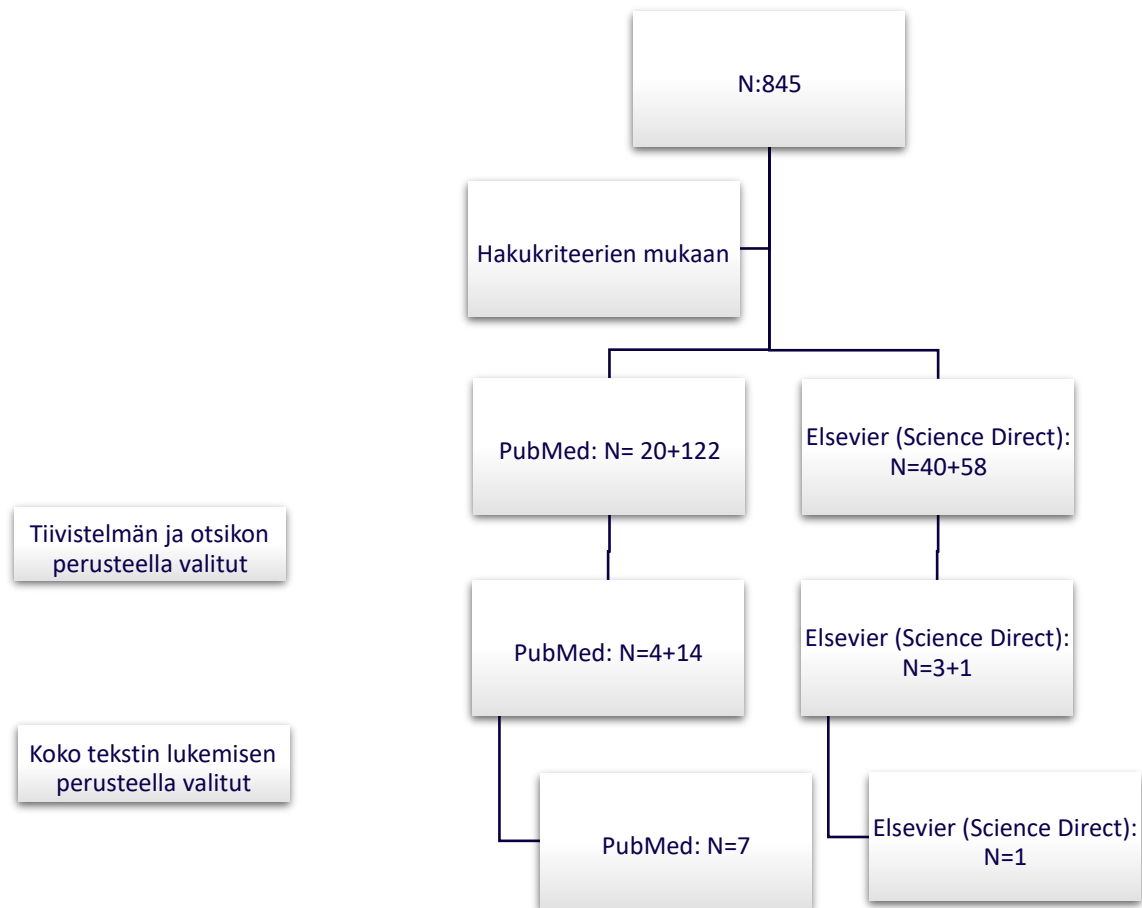 N:845
Hakukriteerien mukaan
PubMed: N= 20+122
Elsevier (Science Direct):
N=40+58
Tiivistelmän ja otsikon
perusteella valitut
PubMed: N=4+14
Elsevier (Science Direct):
N=3+1
Koko tekstin lukemisen
perusteella valitut
PubMed: N=7
Elsevier (Science Direct):
N=1